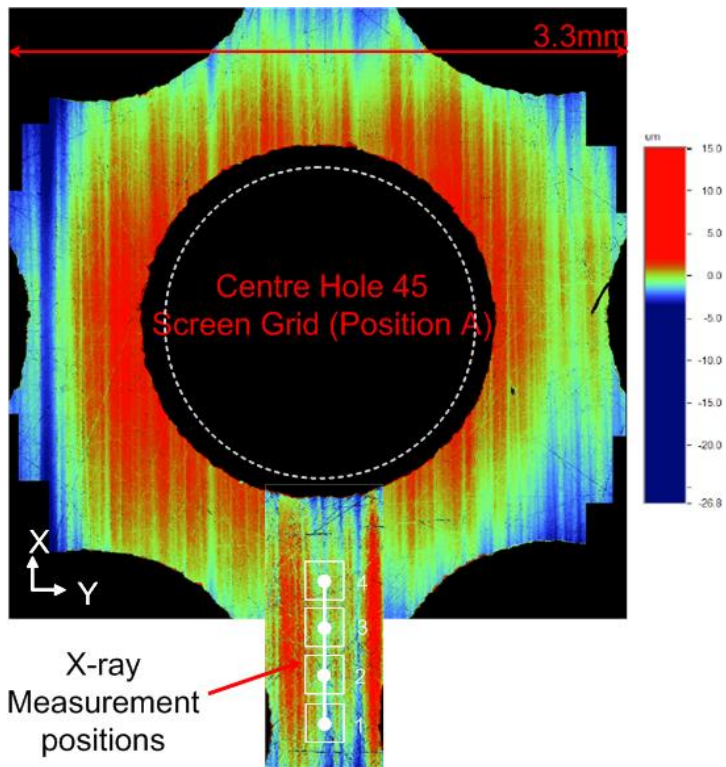 3.3mm
um
15.0
10.0
5.0
0.0
-5.0
-10.0
-15.0
-20.0
-26.8
Centre Hole 45
Screen Grid (Position A)
X
Y
4
3
2
1
X-ray
Measurement
positions